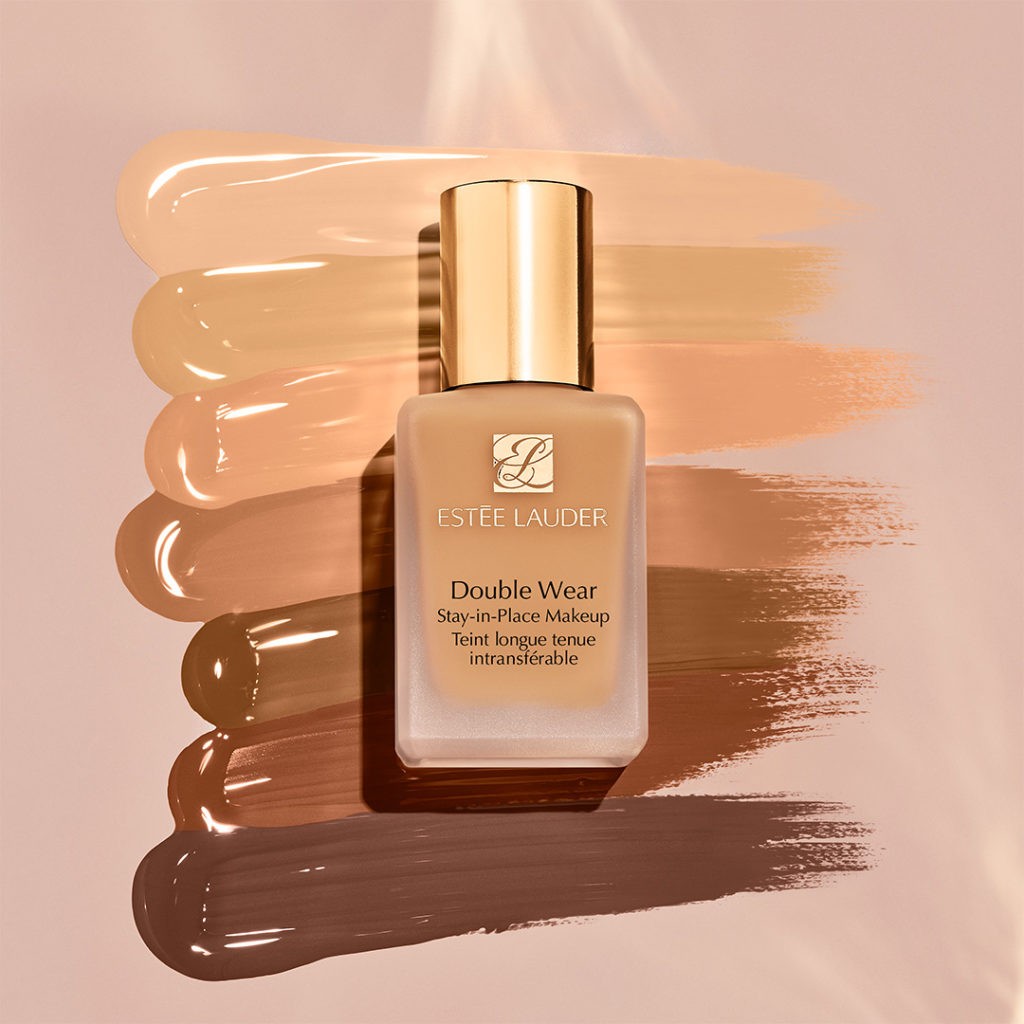 ESTĒE LAUDER
Double Wear
Stay-in-Place Makeup
Teint longue tenue
intransférable